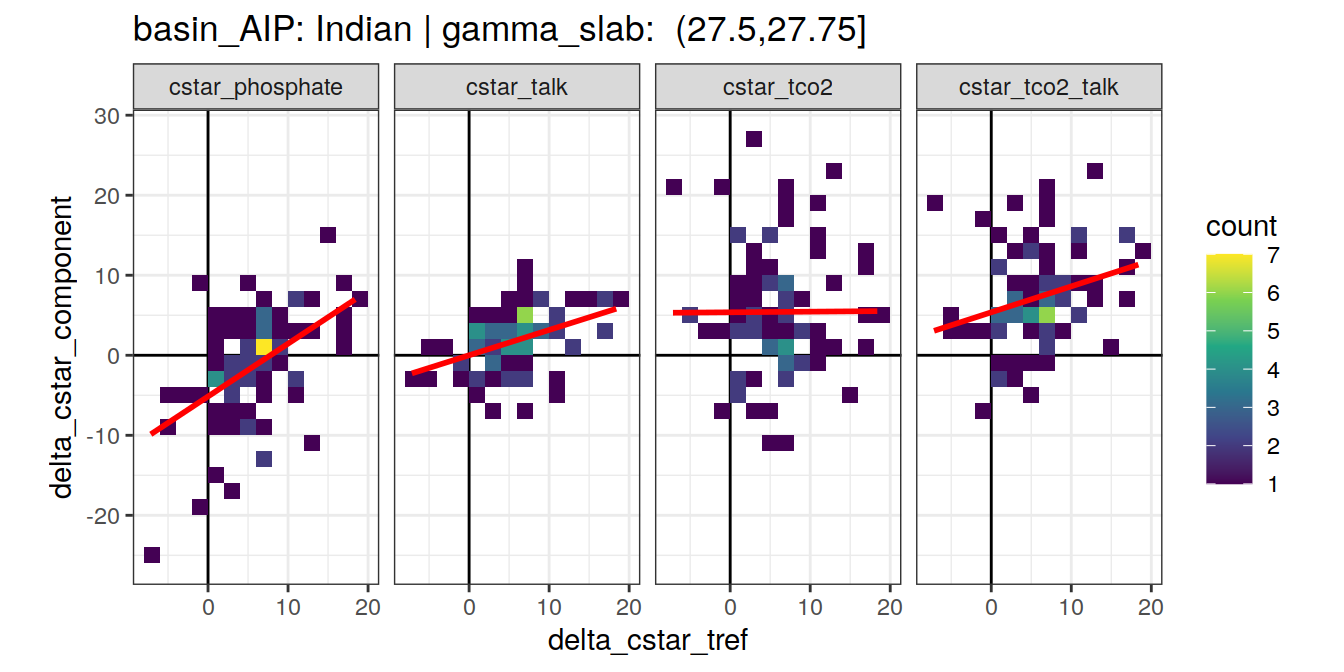 basin_AIP: Indian | gamma_slab:  (27.5,27.75]
cstar_phosphate cstar_talk cstar_tco2 cstar_tco2_talk
delta_cstar_component
30
20
10
0
-10
-20
0 10 20 0 10 20 0 10 20 0 10 20
delta_cstar_tref
count
7
6
5
4
3
2
1